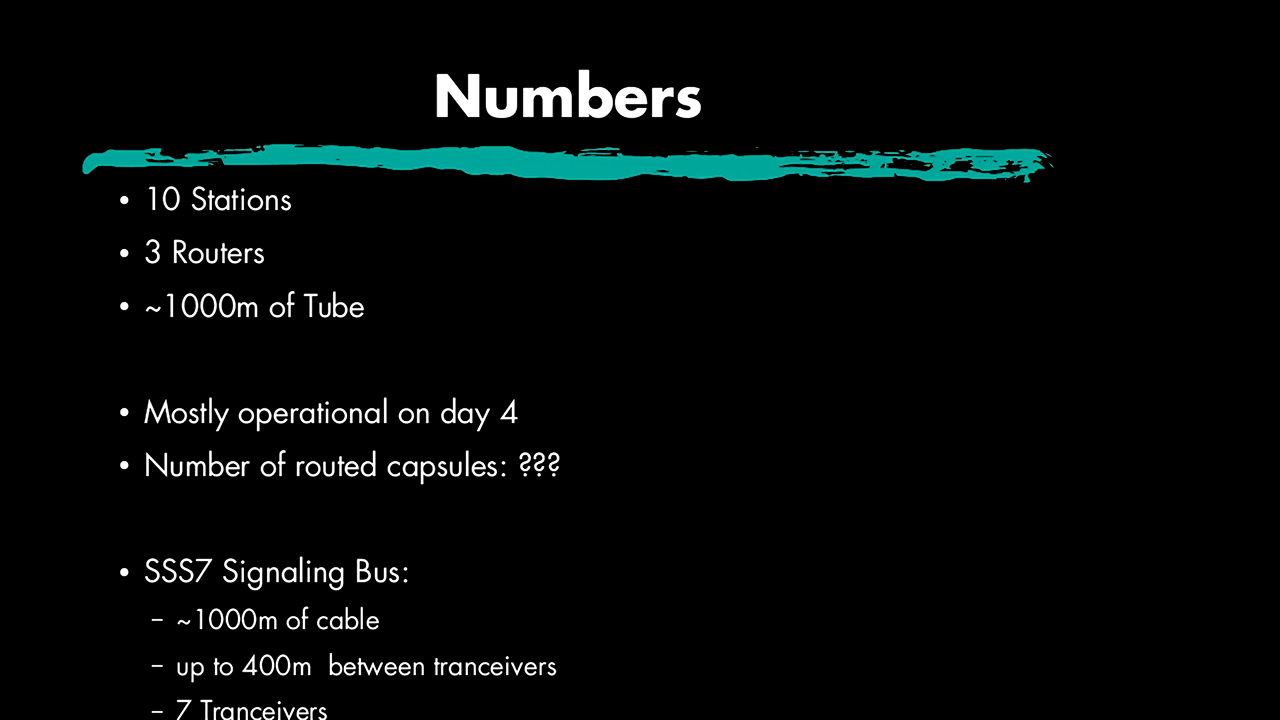 Numbers
• 10 Stations
• 3 Routers
• ~1000m of Tube
• Mostly operational on day 4
• Number of routed capsules: ???
• SSS7 Signaling Bus:
– ~1000m of cable
– up to 400m  between tranceivers
– 7 Tranceivers